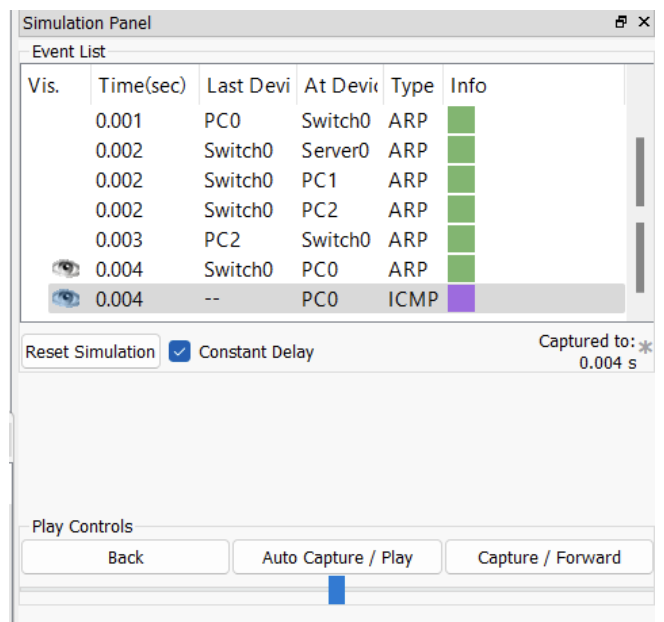 Simulation Panel
Event List
Vis. Time(sec) Last Devi At Devic Type Info
0.001 PC0 Switch0 ARP
0.002 Switch0 Server0 ARP
0.002 Switch0 PC1 ARP
0.002 Switch0 PC2 ARP
0.003 PC2 Switch0 ARP
0.004 Switch0 PC0 ARP
0.004 -- PC0 ICMP
Reset Simulation Constant Delay Captured to: *
0.004 s
Play Controls
Back Auto Capture / Play Capture / Forward